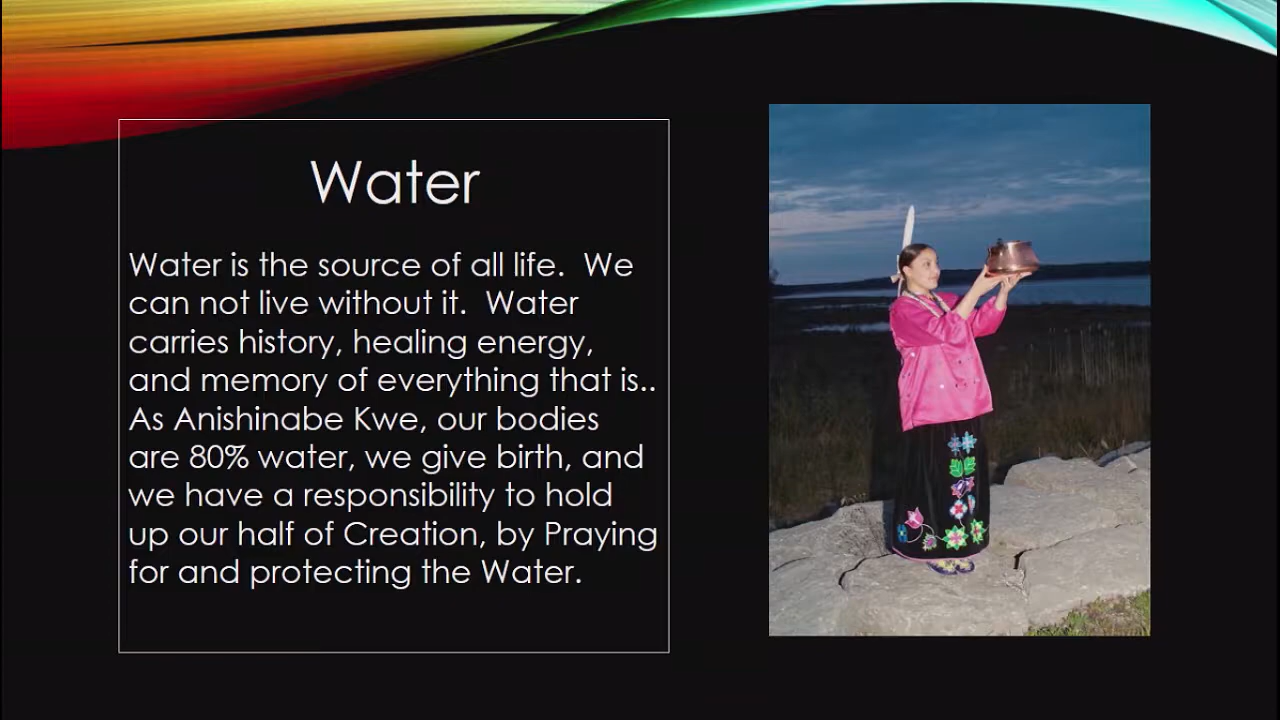 Water
Water is the source of all life.  We
can not live without it.  Water
carries history, healing energy,
and memory of everything that is..
As Anishinabe Kwe, our bodies
are 80% water, we give birth, and
we have a responsibility to hold
up our half of Creation, by Praying
for and protecting the Water.